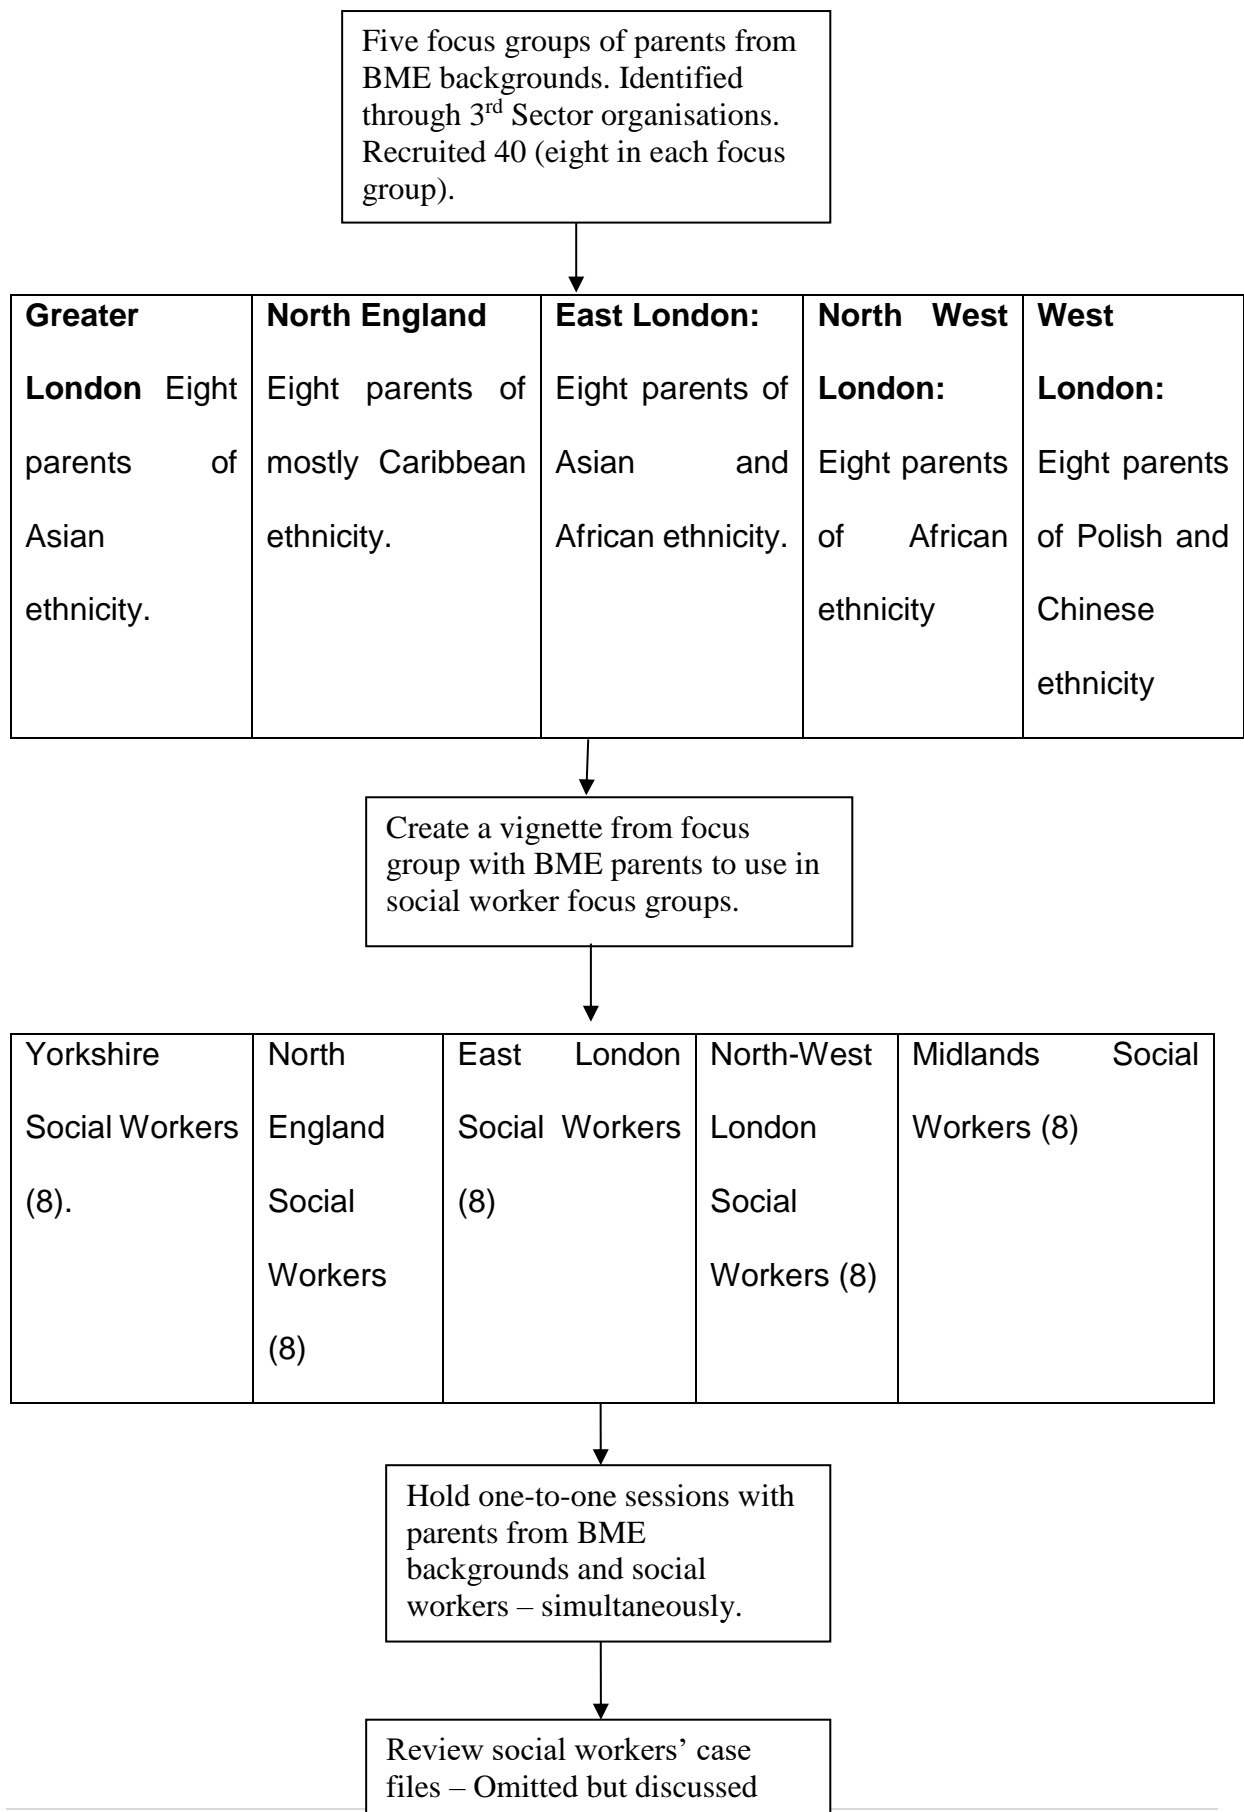 Five focus groups of parents from
BME backgrounds. Identified
through 3rd Sector organisations.
Recruited 40 (eight in each focus
group).
Greater
London Eight
parents of
Asian
ethnicity.
North England
Eight parents of
mostly Caribbean
ethnicity.
East London:
Eight parents of
Asian and
African ethnicity.
North West
London:
Eight parents
of African
ethnicity
West
London:
Eight parents
of Polish and
Chinese
ethnicity
Create a vignette from focus
group with BME parents to use in
social worker focus groups.
Yorkshire
Social Workers
(8).
North
England
Social
Workers
(8)
East London
Social Workers
(8)
North-West
London
Social
Workers (8)
Midlands Social
Workers (8)
Hold one-to-one sessions with
parents from BME
backgrounds and social
workers – simultaneously.
Review social workers’ case
files – Omitted but discussed